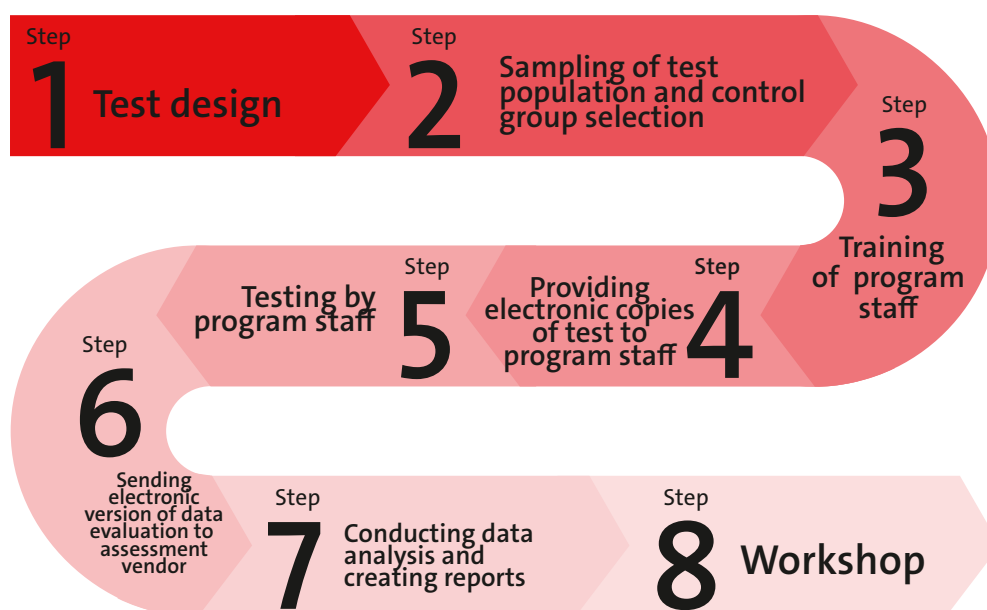 Step
1
Test design
Step
2
Sampling of test
population and control
group selection
Step
3
Training
of program
staff
Step
4
Providing
electronic copies
of test to
program staff
Step
5
Testing by
program staff
Step
6
Sending
electronic
version of data
evaluation to
assessment
vendor
Step
7
Conducting data
analysis and
creating reports
Step
8
Workshop